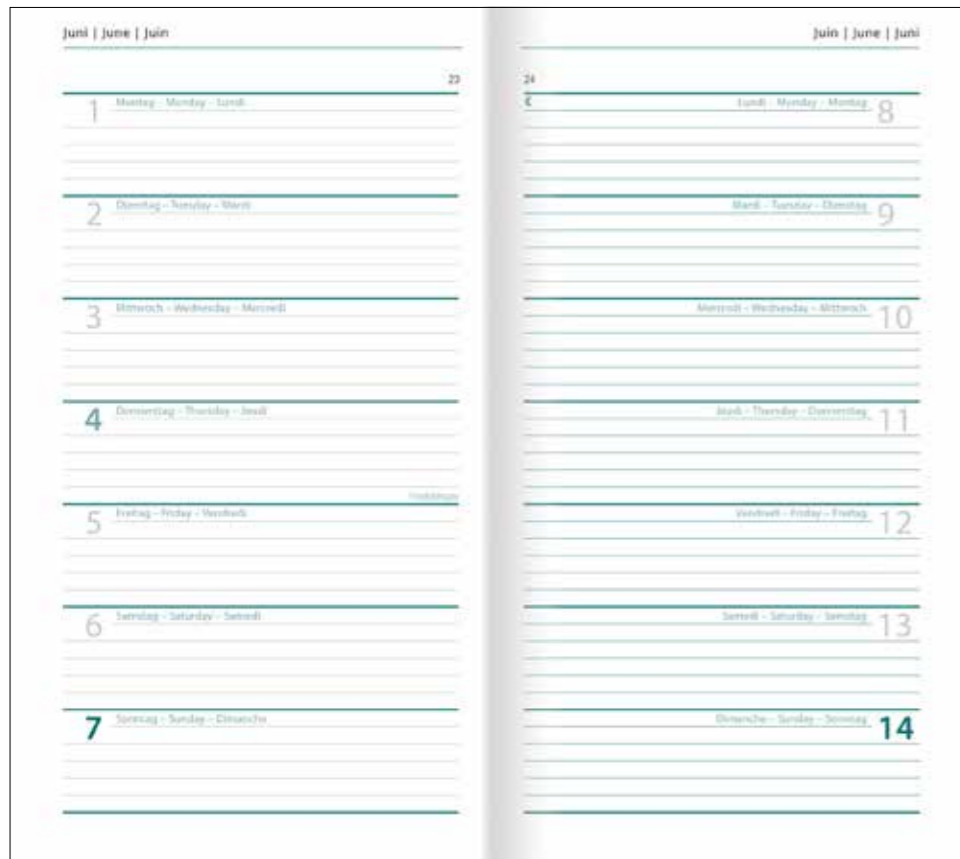 Juni | June | Juin
23
1 Montag - Monday - Lundi
2 Dienstag - Tuesday - Mardi
3 Mittwoch - Wednesday - Mercredi
4 Donnerstag - Thursday - Jeudi
5 Freitag - Friday - Vendredi
6 Samstag - Saturday - Samedi
7 Sonntag - Sunday - Dimanche
Juin | June | Juni
24
Lundi - Monday - Montag 8
Mardi - Tuesday - Dienstag 9
Mercredi - Wednesday - Mittwoch 10
Jeudi - Thursday - Donnerstag 11
Vendredi - Friday - Freitag 12
Samedi - Saturday - Samstag 13
Dimanche - Sunday - Sonntag 14